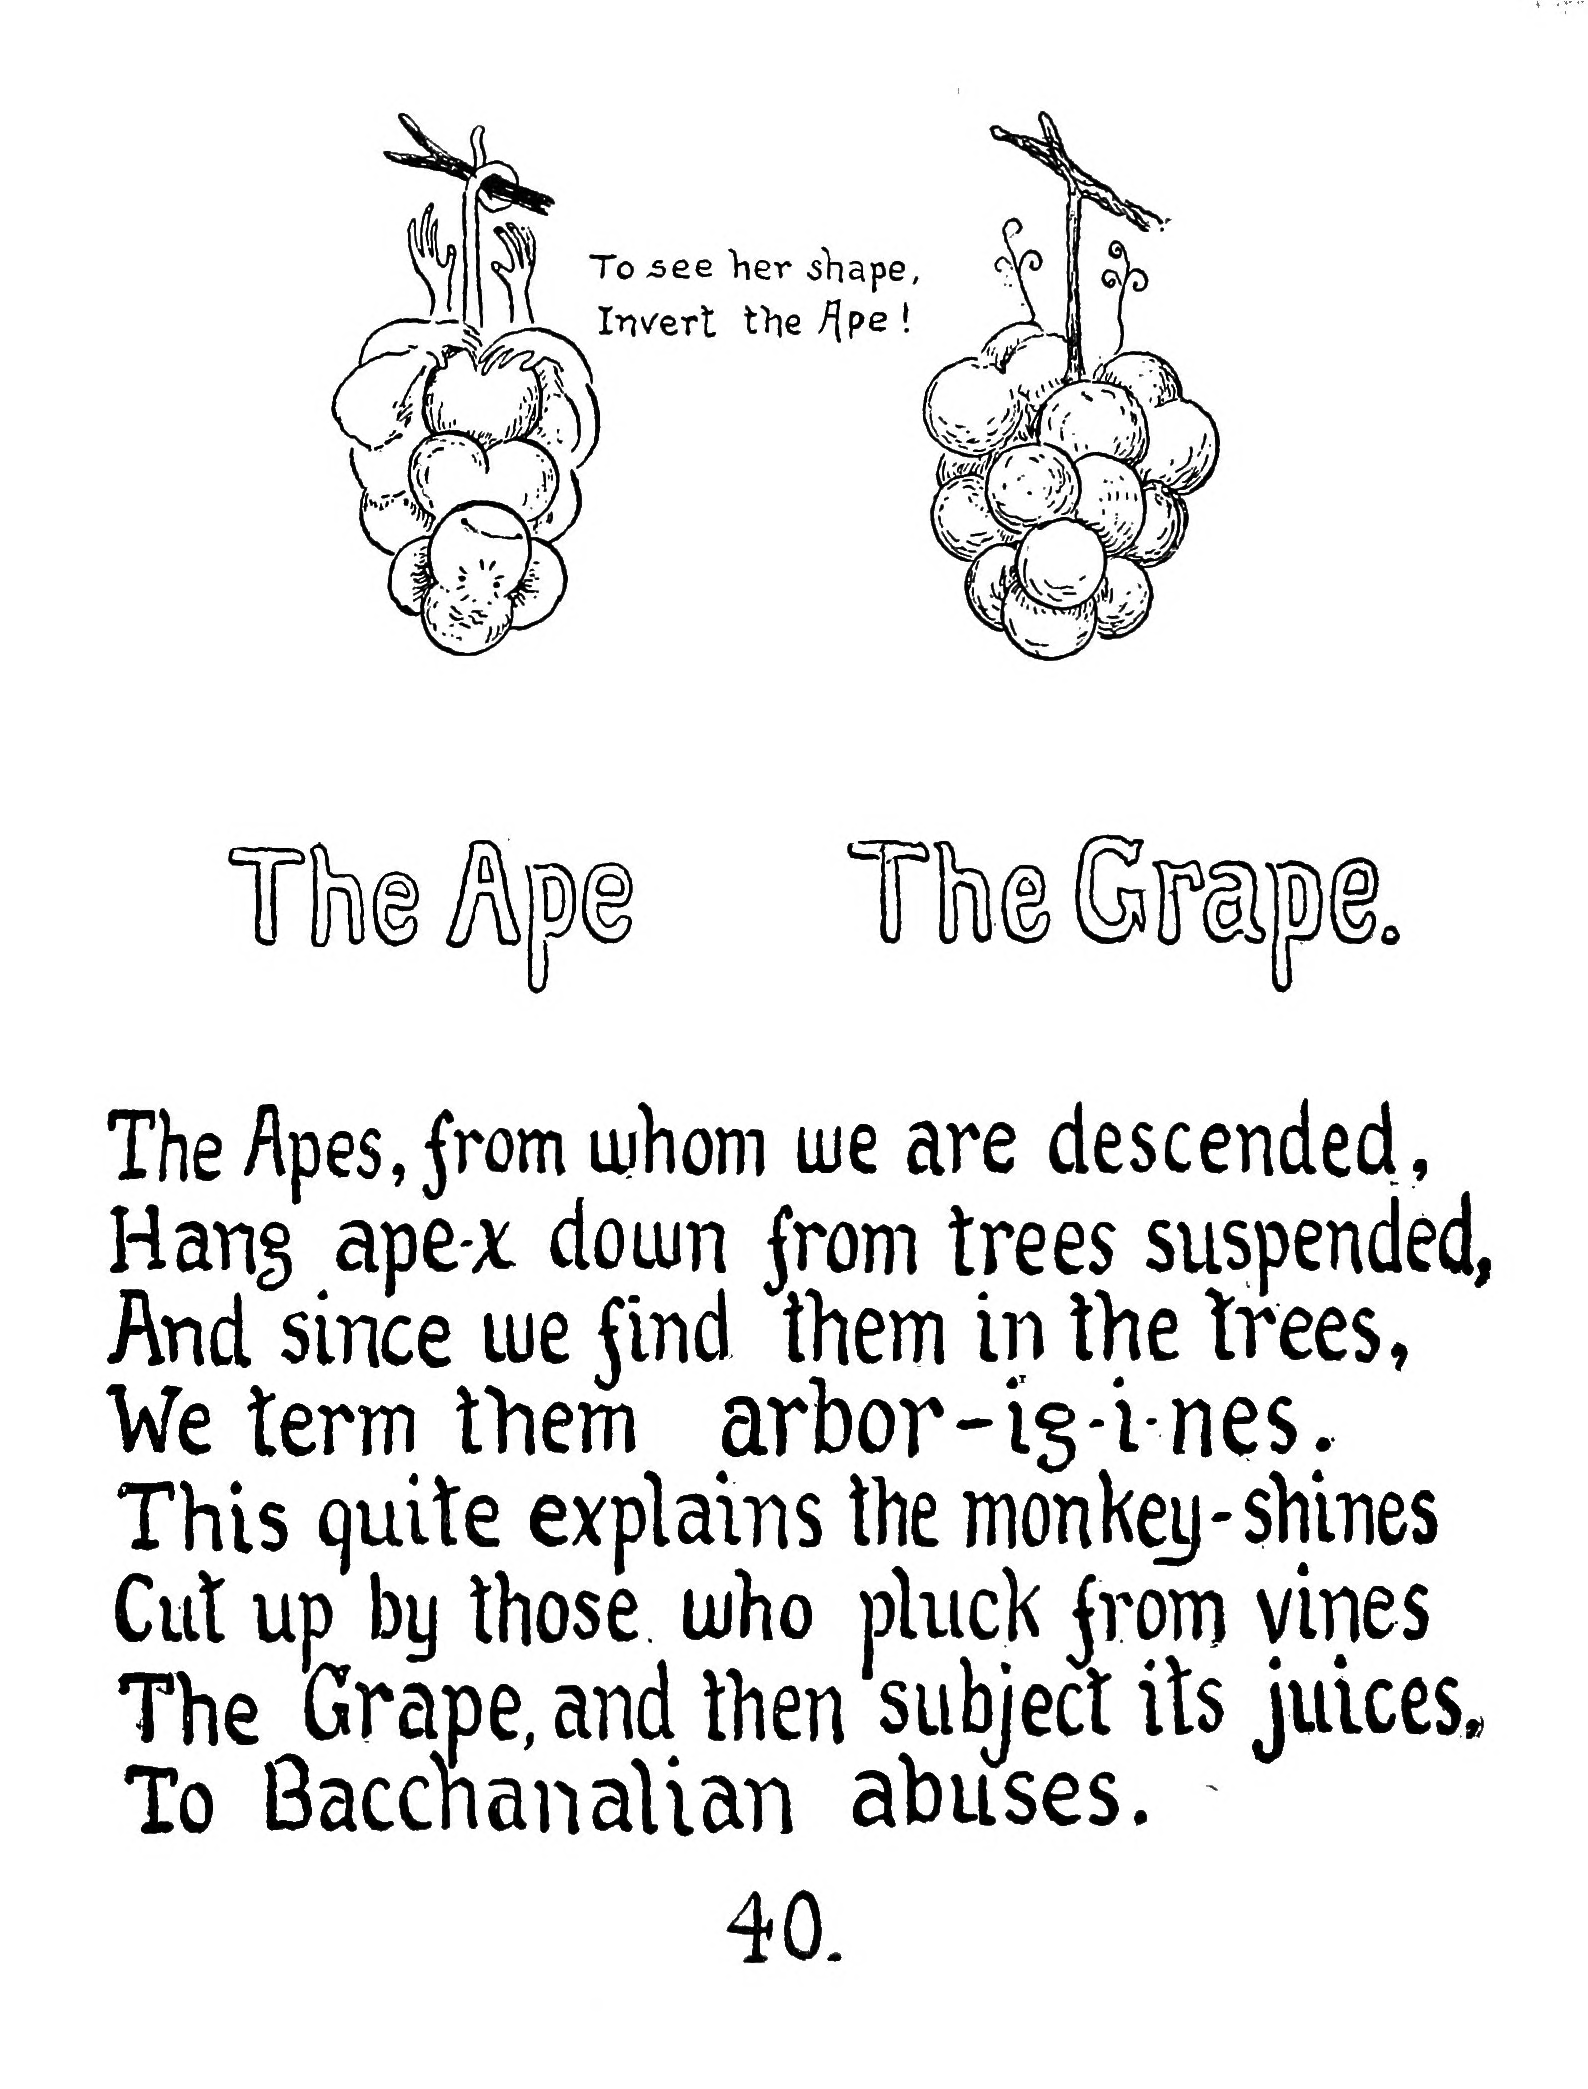 To see her shape,
Invert the Ape!
The Ape The Grape.
The Apes, from whom we are descended,
Hang ape-x down from trees suspended,
And since we find them in the trees,
We term them arbor-ig-i-nes.
This quite explains the monkey-shines
Cut up by those who pluck from vines
The Grape, and then subject its juices,
To Bacchanalian abuses.
40.